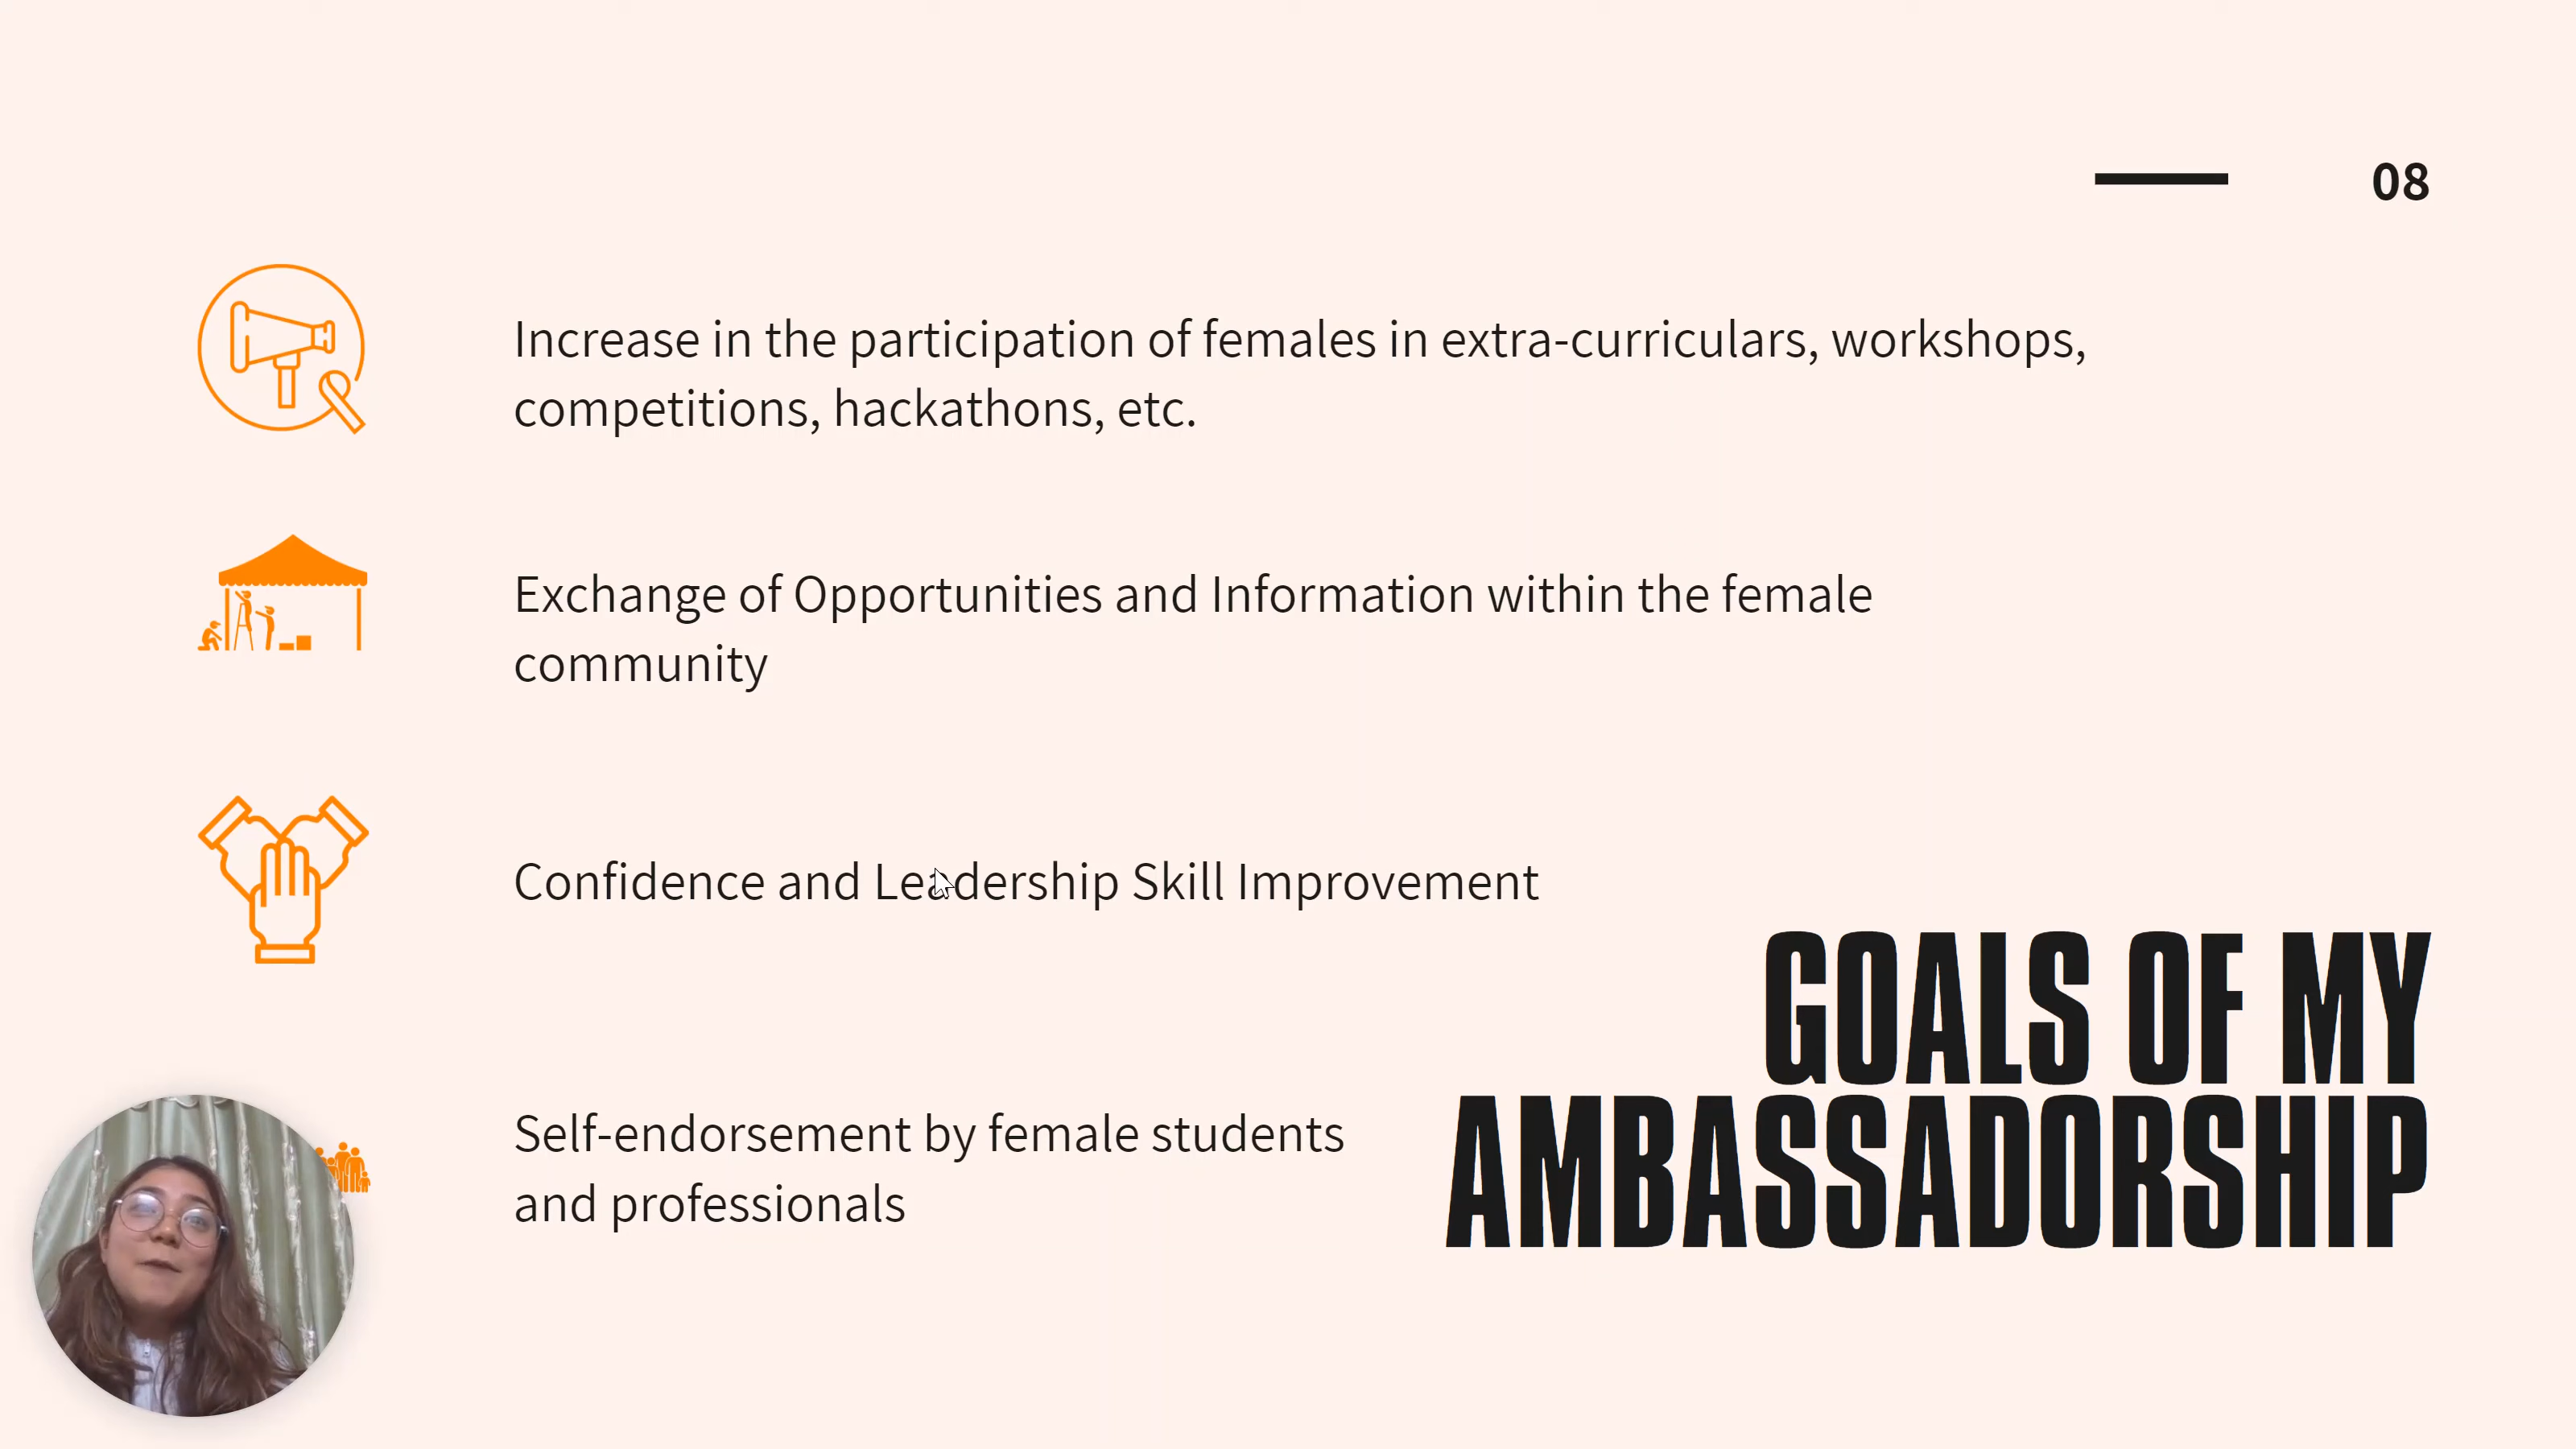 08
Increase in the participation of females in extra-curriculars, workshops,
competitions, hackathons, etc.
Exchange of Opportunities and Information within the female
community
Confidence and Leadership Skill Improvement
Self-endorsement by female students
and professionals
GOALS OF MY
AMBASSADORSHIP